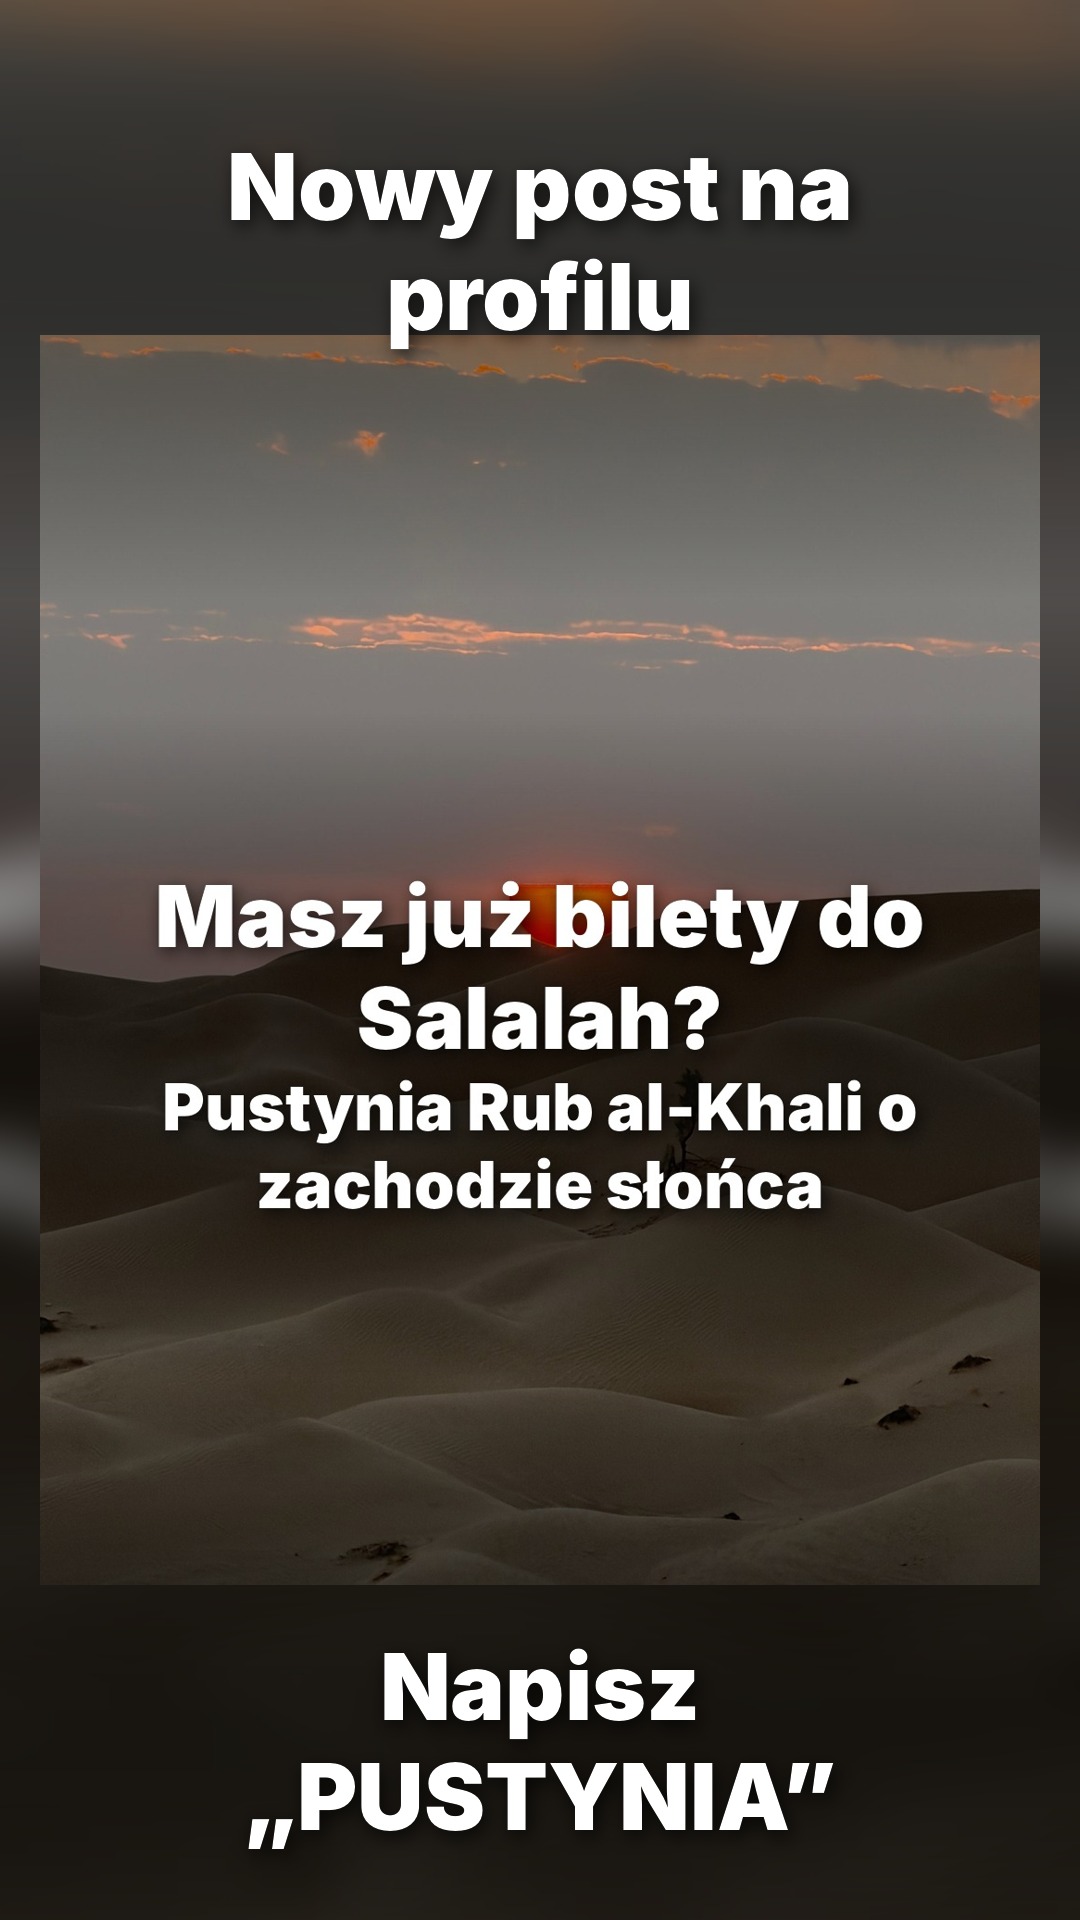 Nowy post na
profilu
Masz już bilety do
Salalah?
Pustynia Rub al-Khali o
zachodzie słońca
Napisz
„PUSTYNIA”